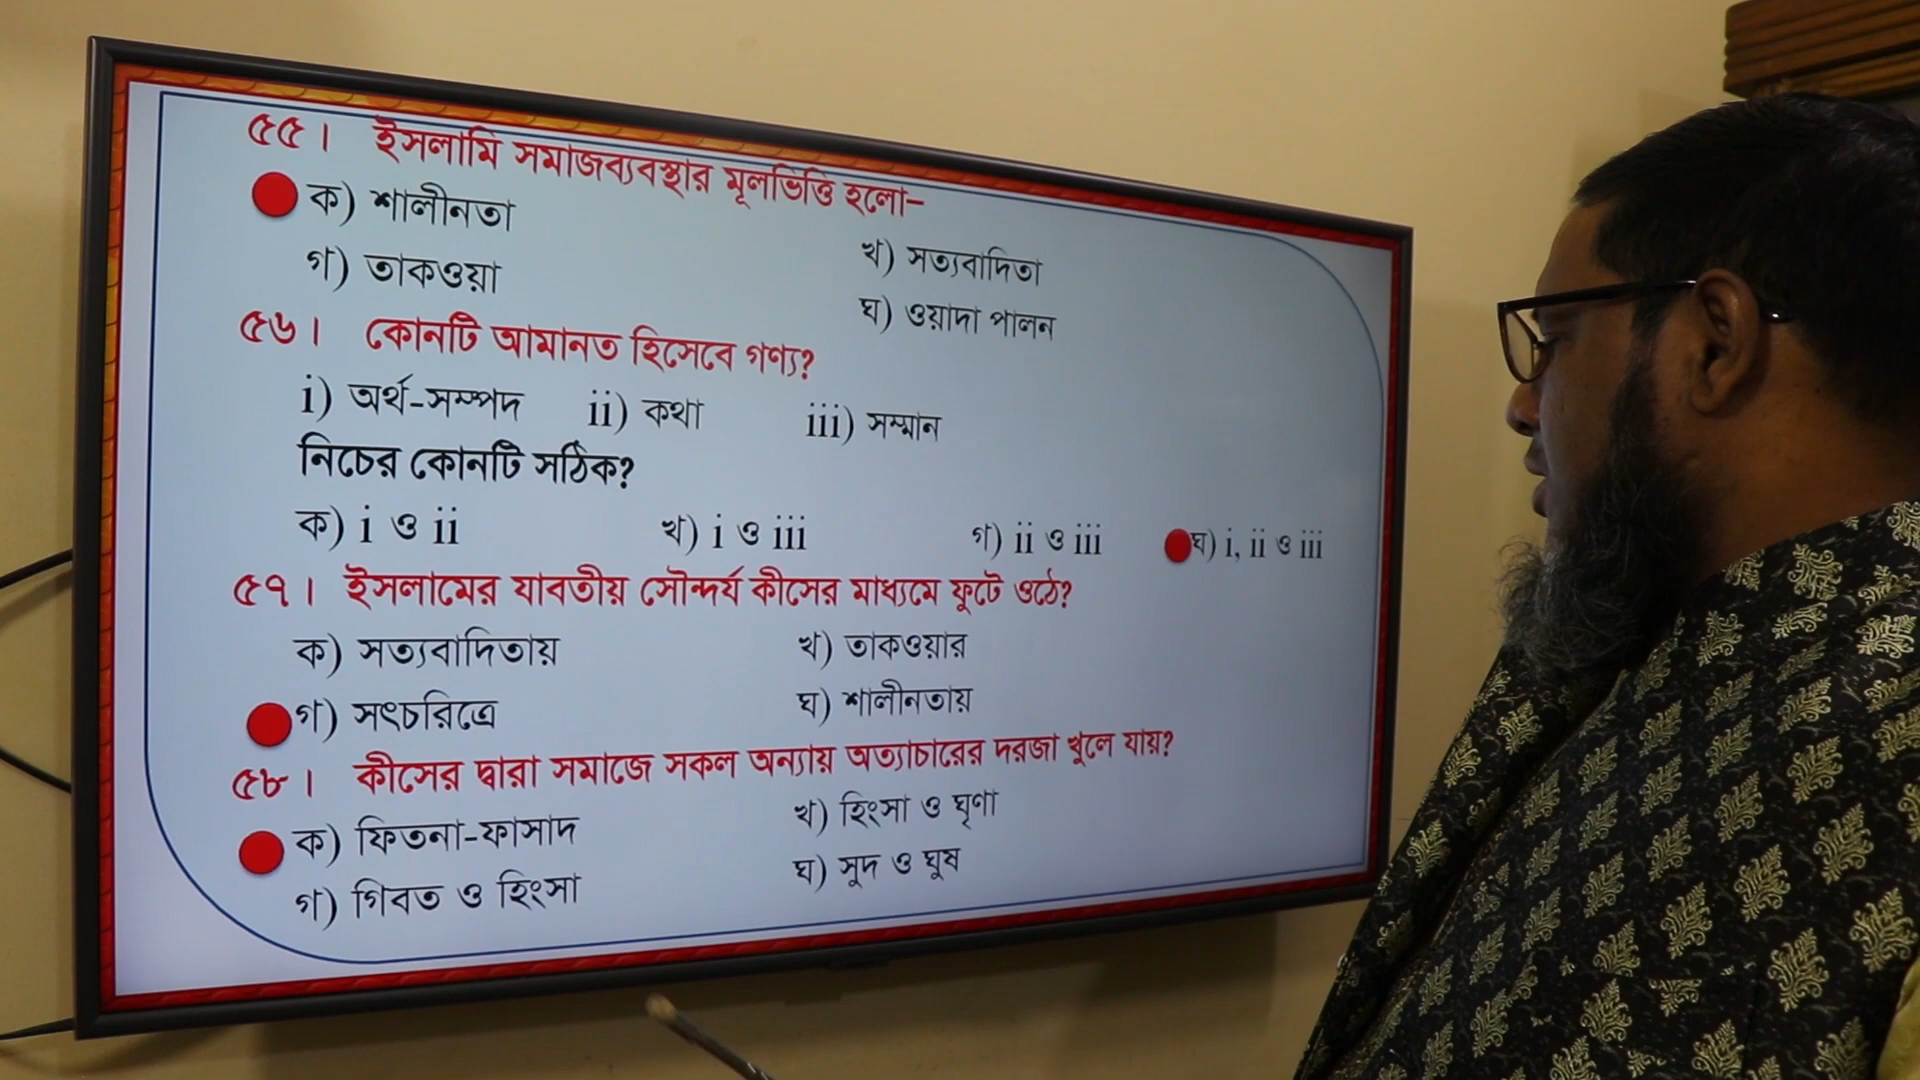 ৫৫। ইসলামি সমাজব্যবস্থার মূলভিত্তি হলো-
ক) শালীনতা
খ) সত্যবাদিতা
গ) তাকওয়া
ঘ) ওয়াদা পালন
৫৬। কোনটি আমানত হিসেবে গণ্য?
i) অর্থ-সম্পদ ii) কথা iii) সম্মান
নিচের কোনটি সঠিক?
ক) i ও ii খ) i ও iii গ) ii ও iii ঘ) i, ii ও iii
৫৭। ইসলামের যাবতীয় সৌন্দর্য কীসের মাধ্যমে ফুটে ওঠে?
ক) সত্যবাদিতায় খ) তাকওয়ার
গ) সৎচরিত্রে ঘ) শালীনতায়
৫৮। কীসের দ্বারা সমাজে সকল অন্যায় অত্যাচারের দরজা খুলে যায়?
ক) ফিতনা-ফাসাদ খ) হিংসা ও ঘৃণা
গ) গিবত ও হিংসা ঘ) সুদ ও ঘুষ